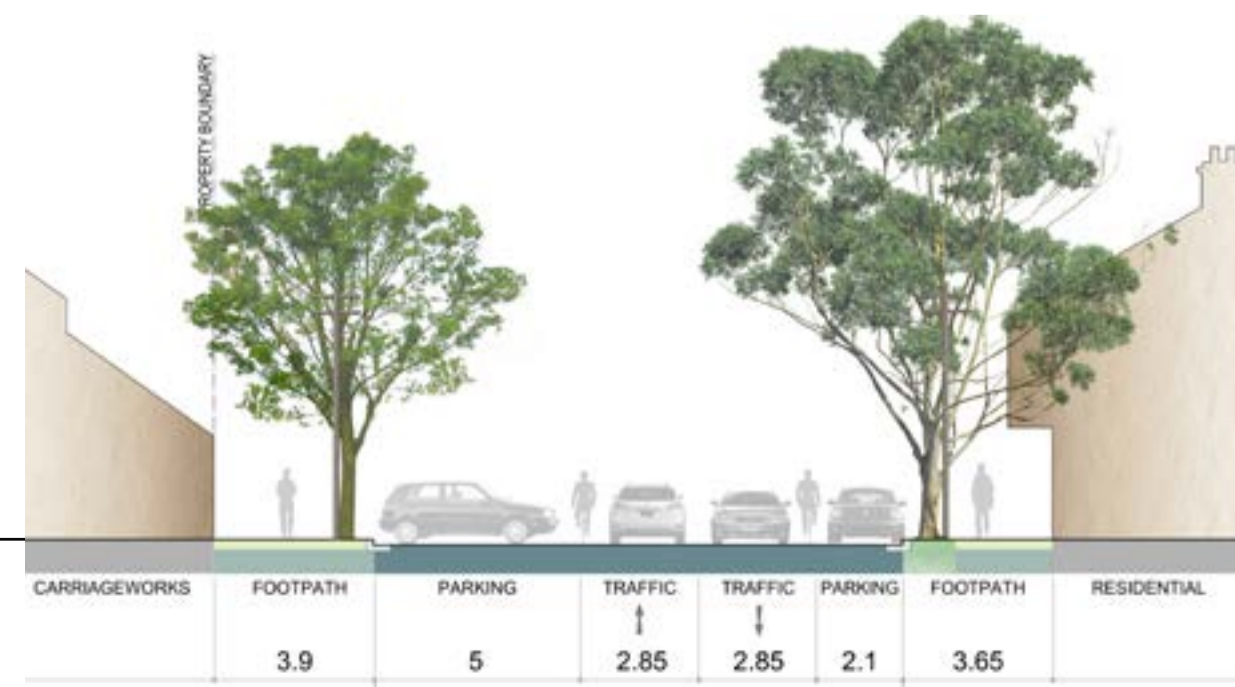 PROPERTY BOUNDARY
CARRIAGEWORKS FOOTPATH PARKING TRAFFIC TRAFFIC PARKING FOOTPATH RESIDENTIAL
3.9 5 2.85 2.85 2.1 3.65